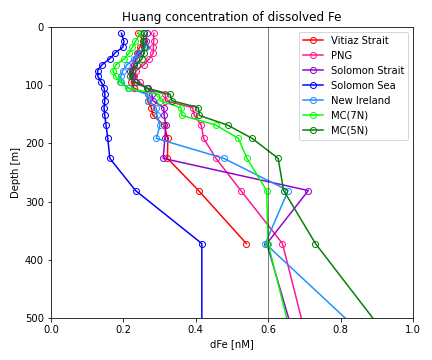 Huang concentration of dissolved Fe
0
100
200
300
400
500
Depth [m]
Vitiaz Strait
PNG
Solomon Strait
Solomon Sea
New Ireland
MC(7N)
MC(5N)
0.0 0.2 0.4 0.6 0.8 1.0
dFe [nM]